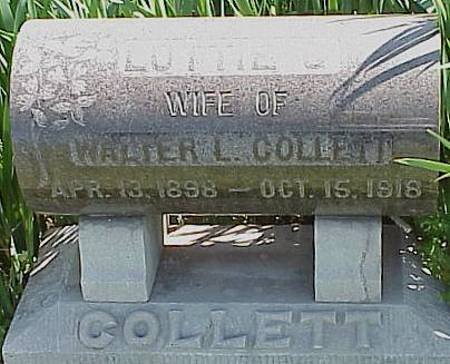 LOTTIE
WIFE OF
WALTER L. COLLETT
APR. 13, 1898 — OCT. 15, 1918
COLLETT